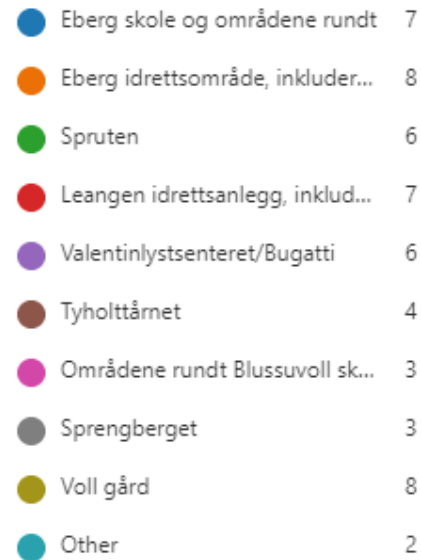 Eberg skole og områdene rundt 7
Eberg idrettsområde, inkluder... 8
Spruten 6
Leangen idrettsanlegg, inklud... 7
Valentinlystsenteret/Bugatti 6
Tyholttårnet 4
Områdene rundt Blussuvoll sk... 3
Sprengberget 3
Voll gård 8
Other 2